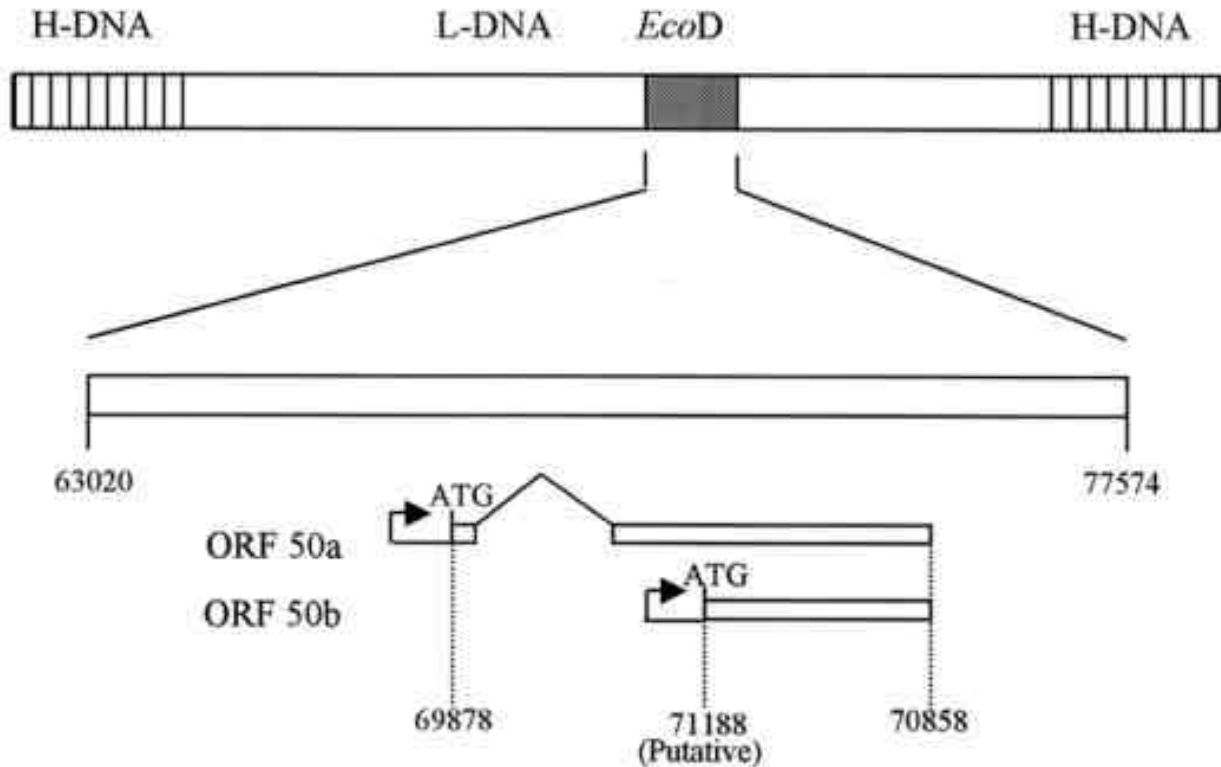 H-DNA L-DNA EcoD H-DNA
63020 77574
ATG
ORF 50a
ATG
ORF 50b
69878 71188 70858
(Putative)